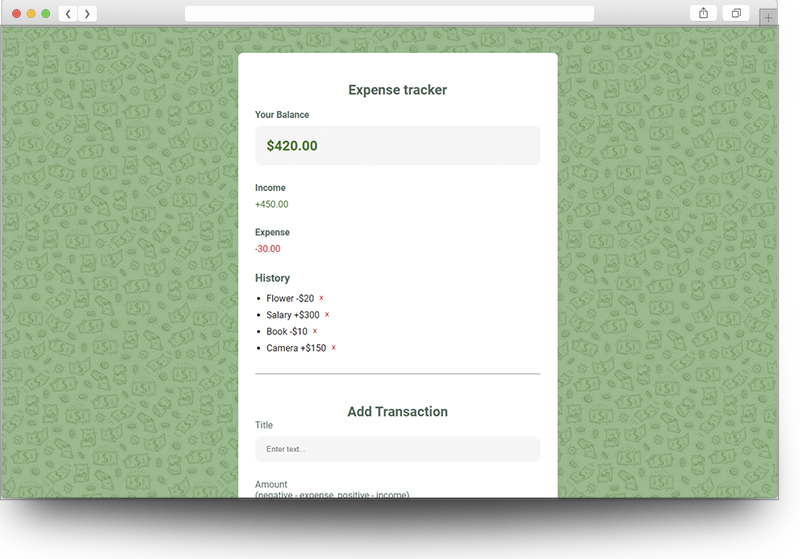 Expense tracker
Your Balance
$420.00
Income
+450.00
Expense
-30.00
History
Flower -$20 x
Salary +$300 x
Book -$10 x
Camera +$150 x
Add Transaction
Title
Enter text...
Amount
(negative - expense, positive - income)